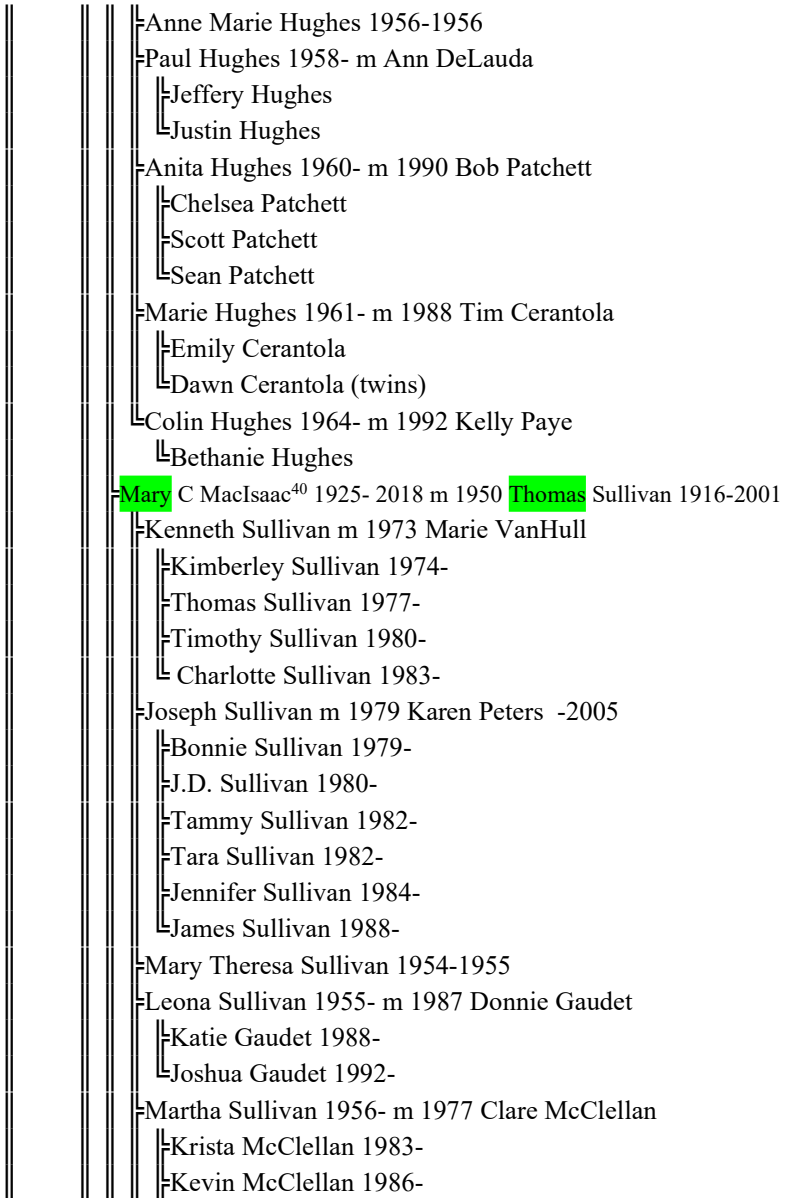 Anne Marie Hughes 1956-1956
Paul Hughes 1958- m Ann DeLauda
Jeffery Hughes
Justin Hughes
Anita Hughes 1960- m 1990 Bob Patchett
Chelsea Patchett
Scott Patchett
Sean Patchett
Marie Hughes 1961- m 1988 Tim Cerantola
Emily Cerantola
Dawn Cerantola (twins)
Colin Hughes 1964- m 1992 Kelly Paye
Bethanie Hughes
Mary C MacIsaac⁴⁰ 1925- 2018 m 1950 Thomas Sullivan 1916-2001
Kenneth Sullivan m 1973 Marie VanHull
Kimberley Sullivan 1974-
Thomas Sullivan 1977-
Timothy Sullivan 1980-
Charlotte Sullivan 1983-
Joseph Sullivan m 1979 Karen Peters -2005
Bonnie Sullivan 1979-
J.D. Sullivan 1980-
Tammy Sullivan 1982-
Tara Sullivan 1982-
Jennifer Sullivan 1984-
James Sullivan 1988-
Mary Theresa Sullivan 1954-1955
Leona Sullivan 1955- m 1987 Donnie Gaudet
Katie Gaudet 1988-
Joshua Gaudet 1992-
Martha Sullivan 1956- m 1977 Clare McClellan
Krista McClellan 1983-
Kevin McClellan 1986-